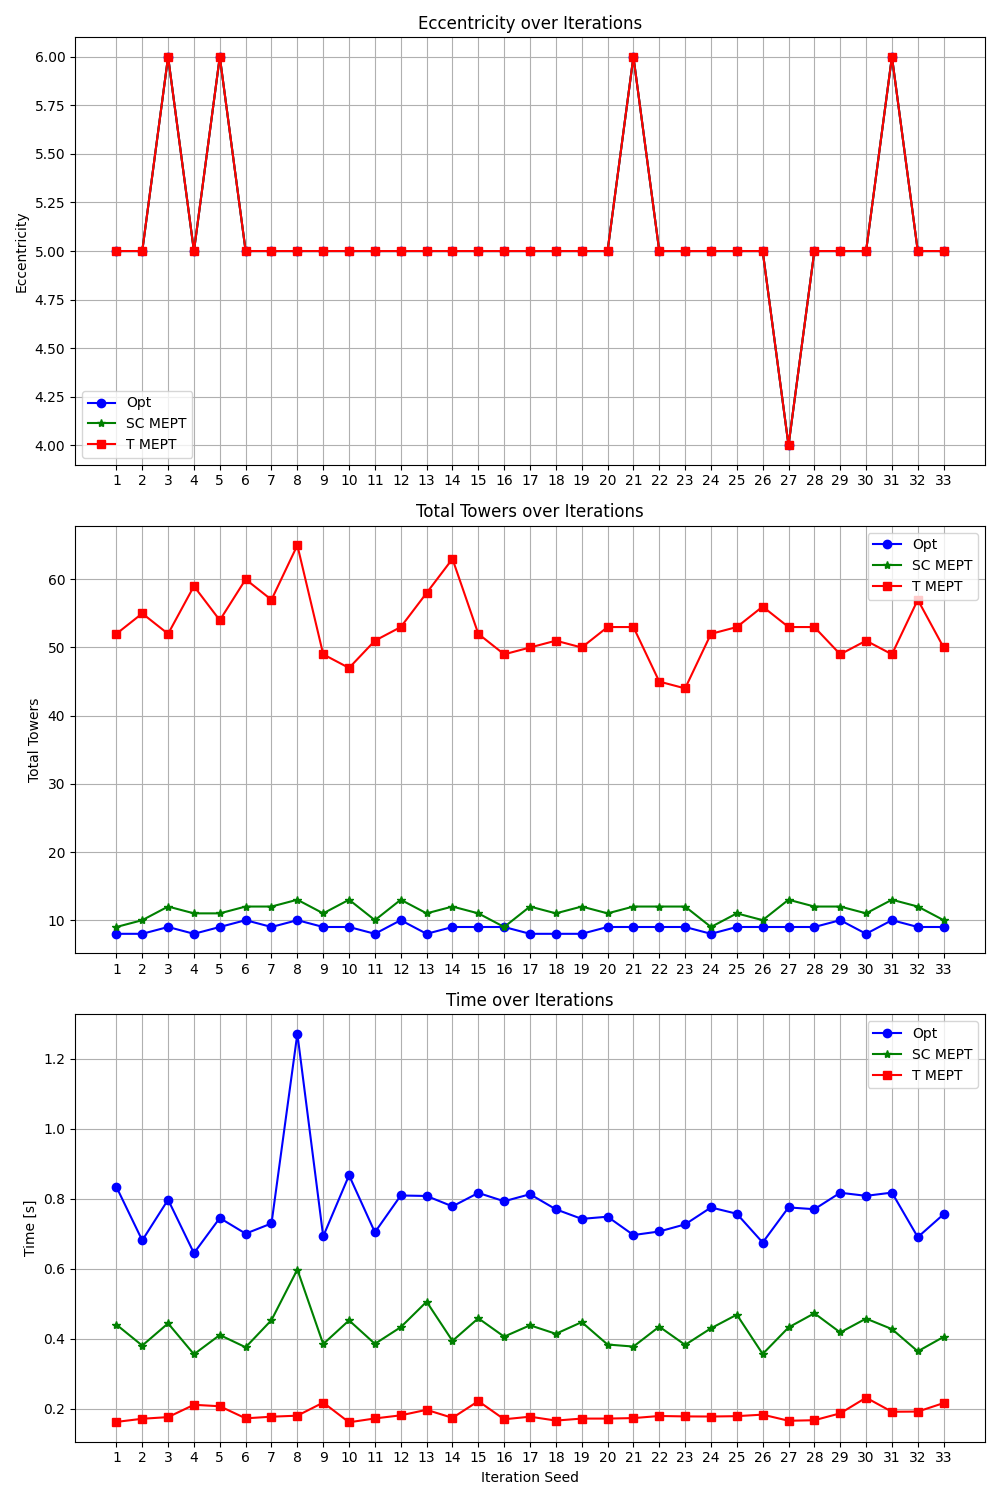 Eccentricity over Iterations
6.00
5.75
5.50
5.25
5.00
4.75
4.50
4.25
4.00
Eccentricity
Opt
SC MEPT
T MEPT
1 2 3 4 5 6 7 8 9 10 11 12 13 14 15 16 17 18 19 20 21 22 23 24 25 26 27 28 29 30 31 32 33
Total Towers over Iterations
60
50
40
30
20
10
Total Towers
Opt
SC MEPT
T MEPT
1 2 3 4 5 6 7 8 9 10 11 12 13 14 15 16 17 18 19 20 21 22 23 24 25 26 27 28 29 30 31 32 33
Time over Iterations
1.2
1.0
0.8
0.6
0.4
0.2
Time [s]
Opt
SC MEPT
T MEPT
1 2 3 4 5 6 7 8 9 10 11 12 13 14 15 16 17 18 19 20 21 22 23 24 25 26 27 28 29 30 31 32 33
Iteration Seed